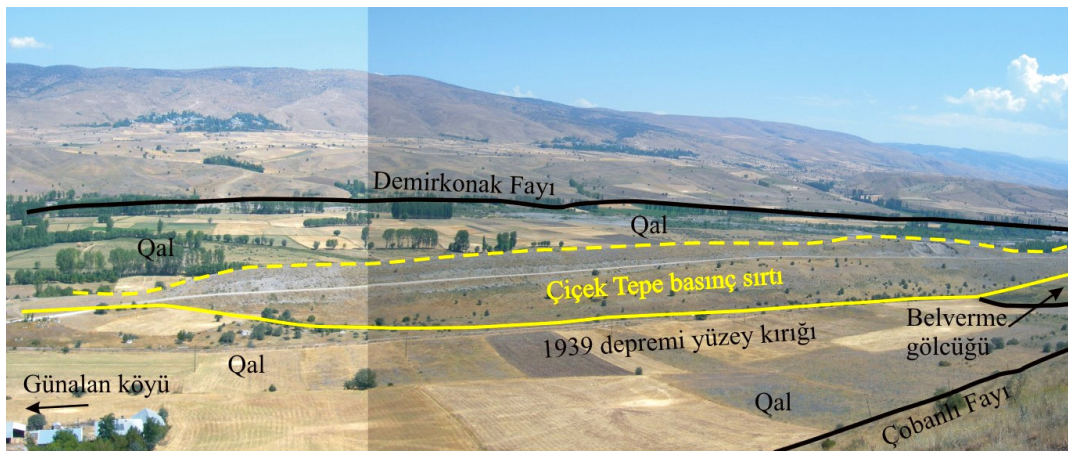 Demirkonak Fayı
Qal
Qal
Çiçek Tepe basınç sırtı
Belverme
gölcüğü
1939 depremi yüzey kırığı
Qal
Günalan köyü
Qal
Çobanlı Fayı